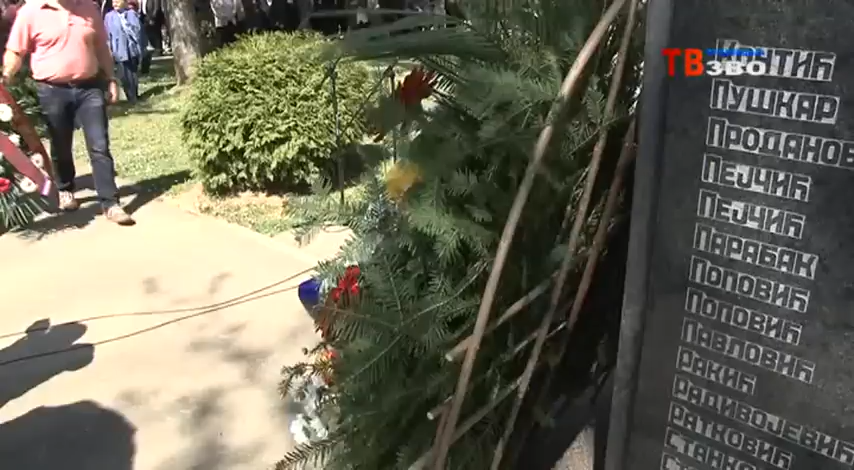 ТВ ЗВО
ПУШКАР
ПРОДАНОВ
ПЕЈЧИЋ
ПЕЈЧИЋ
ПАРАБАК
ПОПОВИЋ
ПОПОВИЋ
ПАВЛОВИЋ
РАКИЋ
РАДИВОЈЕВИЋ
РАТКОВИЋ